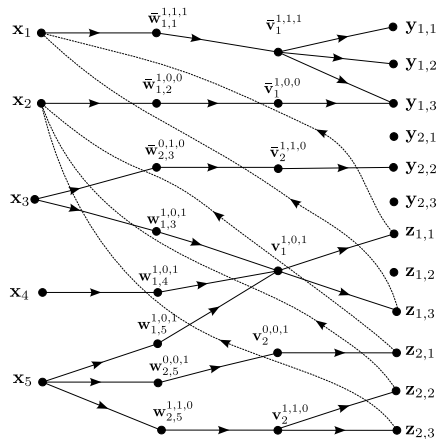 x₁ w̄₁,₁^{1,1,1} v̄₁^{1,1,1} y₁,₁
y₁,₂
x₂ w̄₁,₂^{1,0,0} v̄₁^{1,0,0} y₁,₃
y₂,₁
w̄₂,₃^{0,1,0} v̄₂^{1,1,0} y₂,₂
x₃ y₂,₃
w₁,₃^{1,0,1} v₁^{1,0,1} z₁,₁
z₁,₂
x₄ w₁,₄^{1,0,1} z₁,₃
w₁,₅^{1,0,1} v₂^{0,0,1} z₂,₁
x₅ w₂,₅^{0,0,1} z₂,₂
w₂,₅^{1,1,0} v₂^{1,1,0} z₂,₃